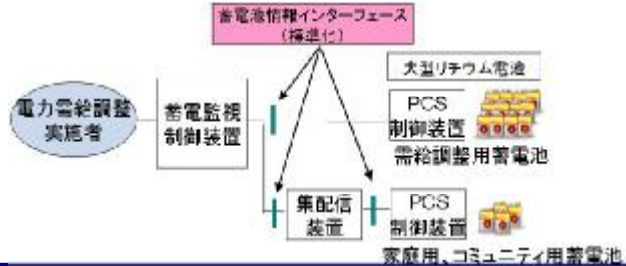 蓄電池情報インターフェース
(標準化)
大型リチウム電池
電力需給調整
実施者
蓄電監視
制御装置
PCS
制御装置
需給調整用蓄電池
集配信
装置
PCS
制御装置
家庭用、コミュニティ用蓄電池